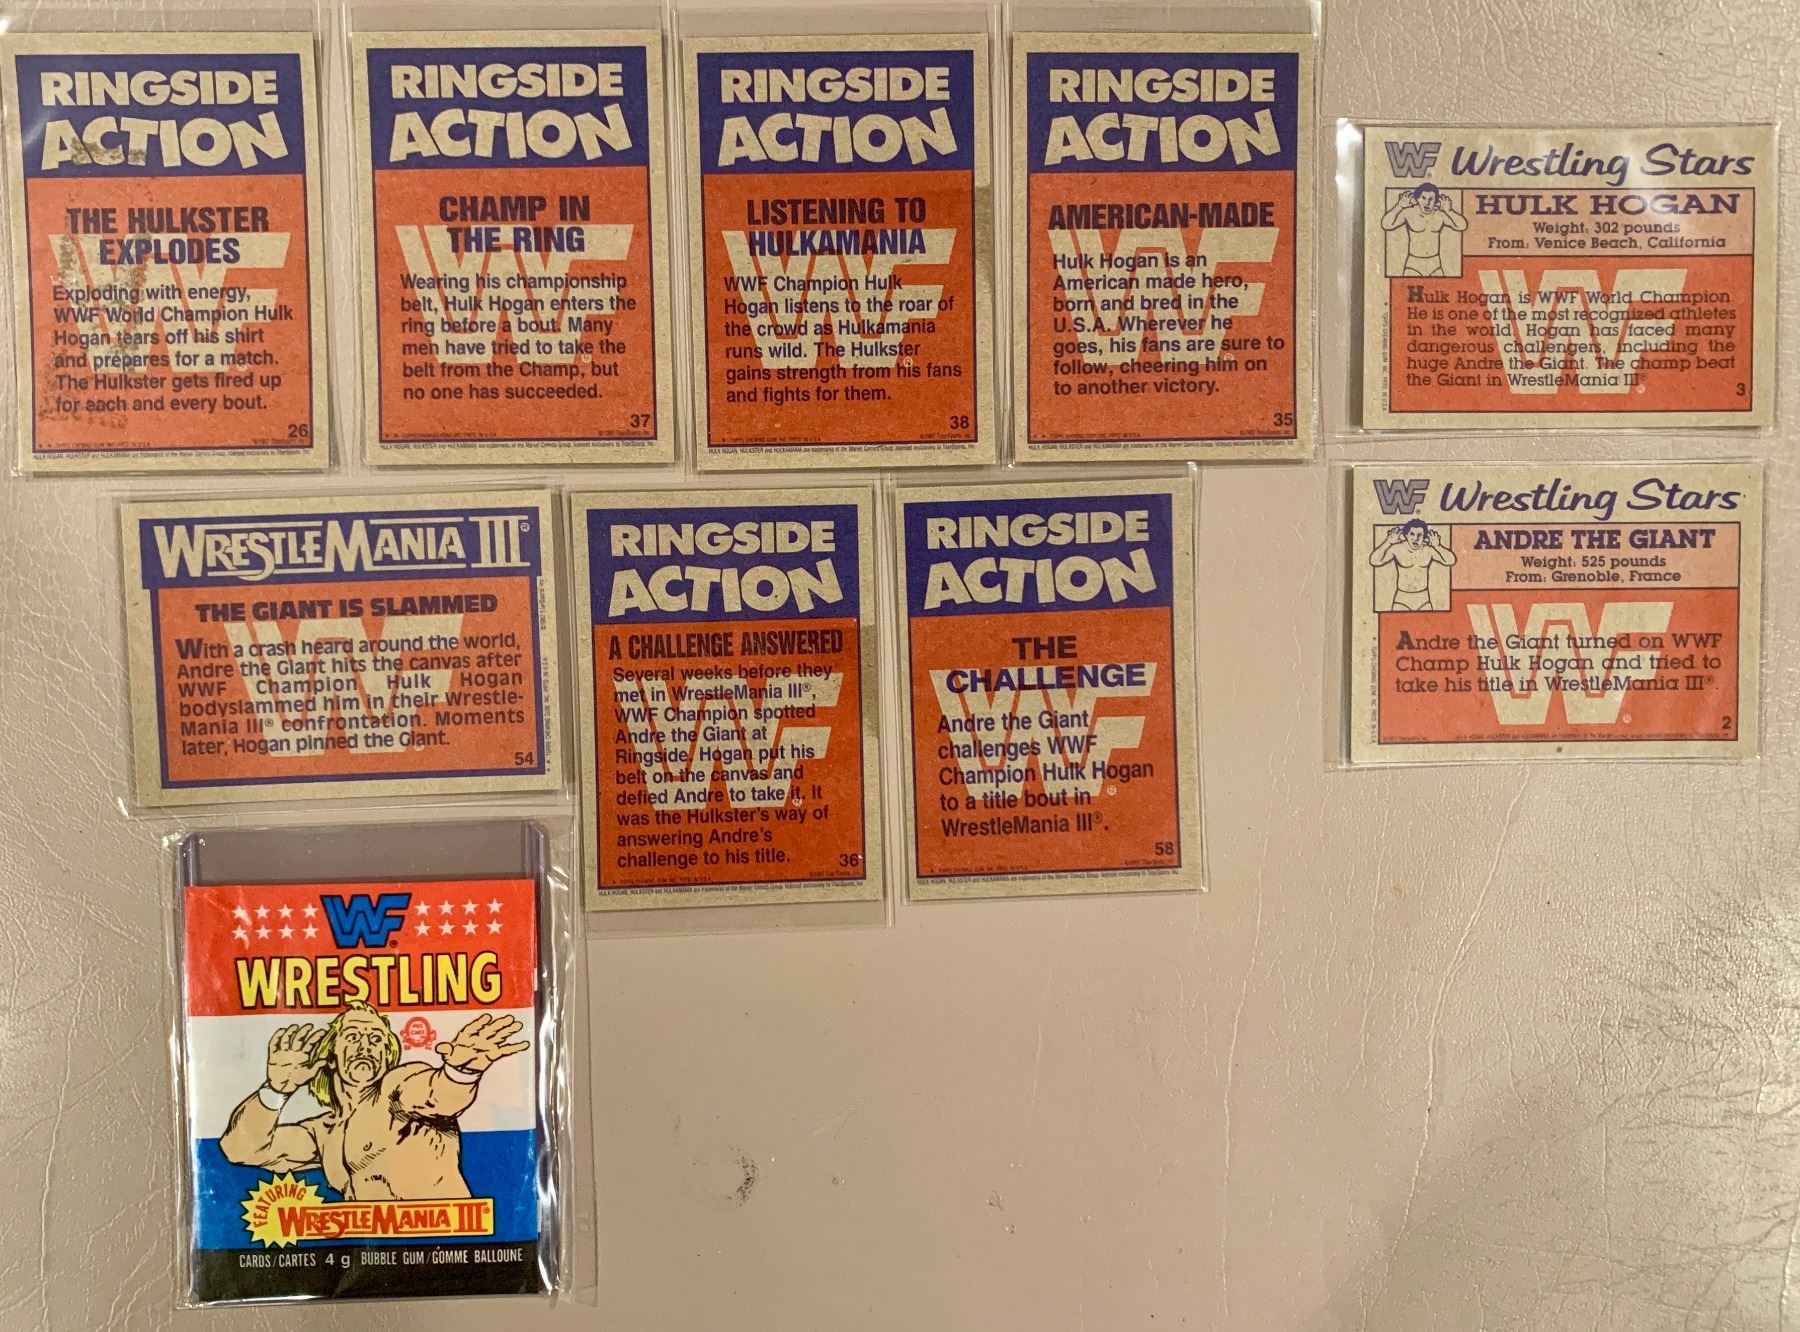 RINGSIDE
ACTION
THE HULKSTER
EXPLODES
Exploding with energy,
WWF World Champion Hulk
Hogan tears off his shirt
and prepares for a match.
The Hulkster gets fired up
for each and every bout.
26
RINGSIDE
ACTION
CHAMP IN
THE RING
Wearing his championship
belt, Hulk Hogan enters the
ring before a bout. Many
men have tried to take the
belt from the Champ, but
no one has succeeded.
37
RINGSIDE
ACTION
LISTENING TO
HULKAMANIA
WWF Champion Hulk
Hogan listens to the roar of
the crowd as Hulkamania
runs wild. The Hulkster
gains strength from his fans
and fights for them.
38
RINGSIDE
ACTION
AMERICAN-MADE
Hulk Hogan is an
American made hero,
born and bred in the
U.S.A. Wherever he
goes, his fans are sure to
follow, cheering him on
to another victory.
35
WF Wrestling Stars
HULK HOGAN
Weight: 302 pounds
From: Venice Beach, California
Hulk Hogan is WWF World Champion.
He is one of the most recognized athletes
in the world. Hogan has faced many
dangerous challengers, including the
huge Andre the Giant. The champ beat
the Giant in WrestleMania III®.
3
WRESTLEMANIA III®
THE GIANT IS SLAMMED
With a crash heard around the world,
Andre the Giant hits the canvas after
WWF Champion Hulk Hogan
bodyslammed him in their Wrestle-
Mania III® confrontation. Moments
later, Hogan pinned the Giant.
54
RINGSIDE
ACTION
A CHALLENGE ANSWERED
Several weeks before they
met in WrestleMania III®,
WWF Champion spotted
Andre the Giant at
Ringside. Hogan put his
belt on the canvas and
defied Andre to take it. It
was the Hulkster's way of
answering Andre's
challenge to his title.
36
RINGSIDE
ACTION
THE
CHALLENGE
Andre the Giant
challenges WWF
Champion Hulk Hogan
to a title bout in
WrestleMania III®.
58
WF Wrestling Stars
ANDRE THE GIANT
Weight: 525 pounds
From: Grenoble, France
Andre the Giant turned on WWF
Champ Hulk Hogan and tried to
take his title in WrestleMania III®.
2
WF
WRESTLING
FEATURING
WRESTLEMANIA III®
CARDS/CARTES 4 g BUBBLE GUM/GOMME BALLOUNE